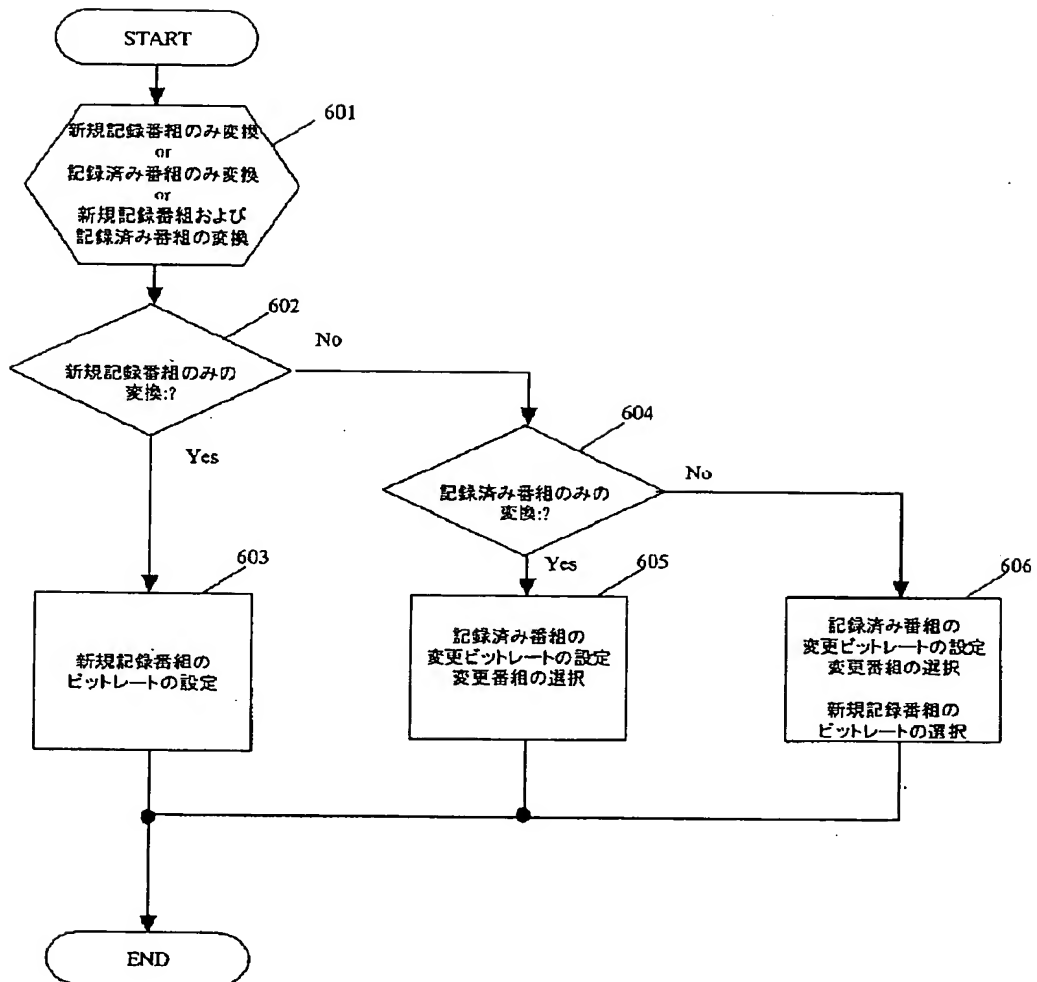 START
601
新規記録番組のみ変換
or
記録済み番組のみ変換
or
新規記録番組および
記録済み番組の変換
602
No
新規記録番組のみの
変換:?
Yes
604
No
記録済み番組のみの
変換:?
Yes
603
新規記録番組の
ビットレートの設定
605
記録済み番組の
変更ビットレートの設定
変更番組の選択
606
記録済み番組の
変更ビットレートの設定
変更番組の選択
新規記録番組の
ビットレートの選択
END